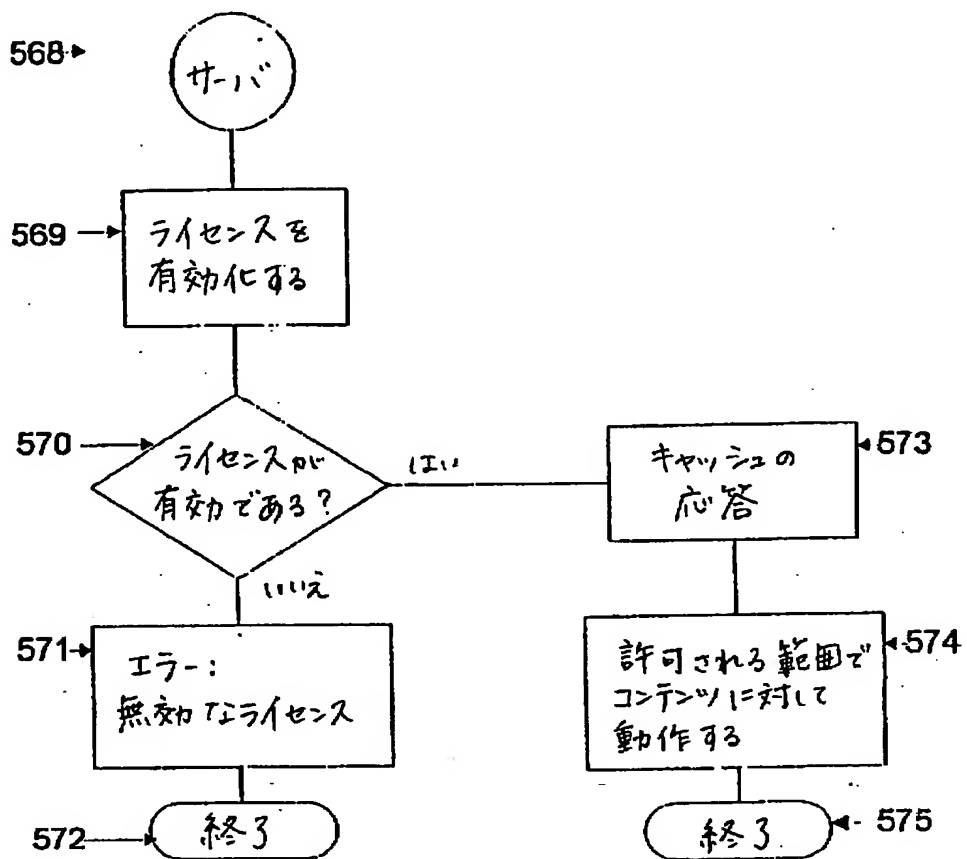 568
サーバ
569
ライセンスを
有効化する
570
ライセンスが
有効である?
はい
キャッシュの
応答
573
いいえ
571
エラー:
無効なライセンス
許可される範囲で
コンテンツに対して
動作する
574
572
終了
終了
575